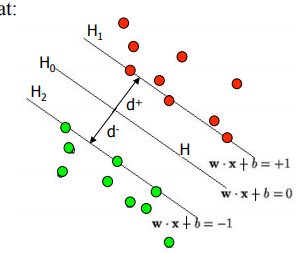 at:
H₁
H₀
H₂
d+
d-
H
w · x + b = +1
w · x + b = 0
w · x + b = -1